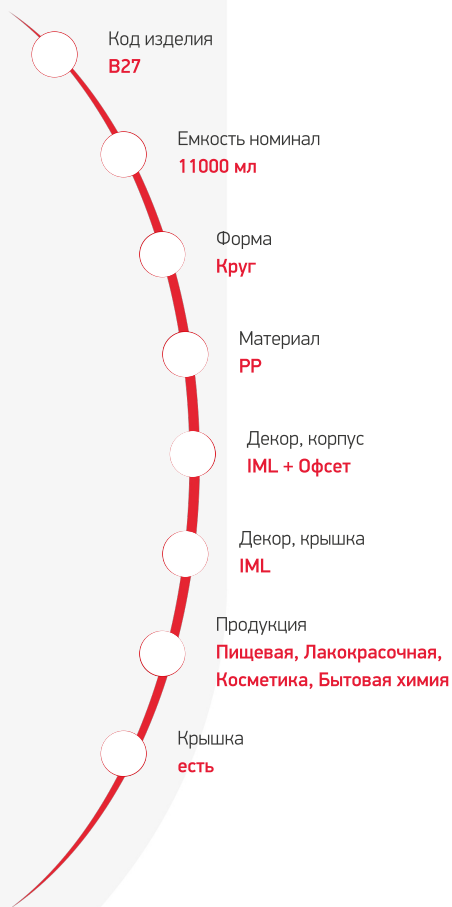 Код изделия
B27
Емкость номинал
11000 мл
Форма
Круг
Материал
PP
Декор, корпус
IML + Офсет
Декор, крышка
IML
Продукция
Пищевая, Лакокрасочная,
Косметика, Бытовая химия
Крышка
есть